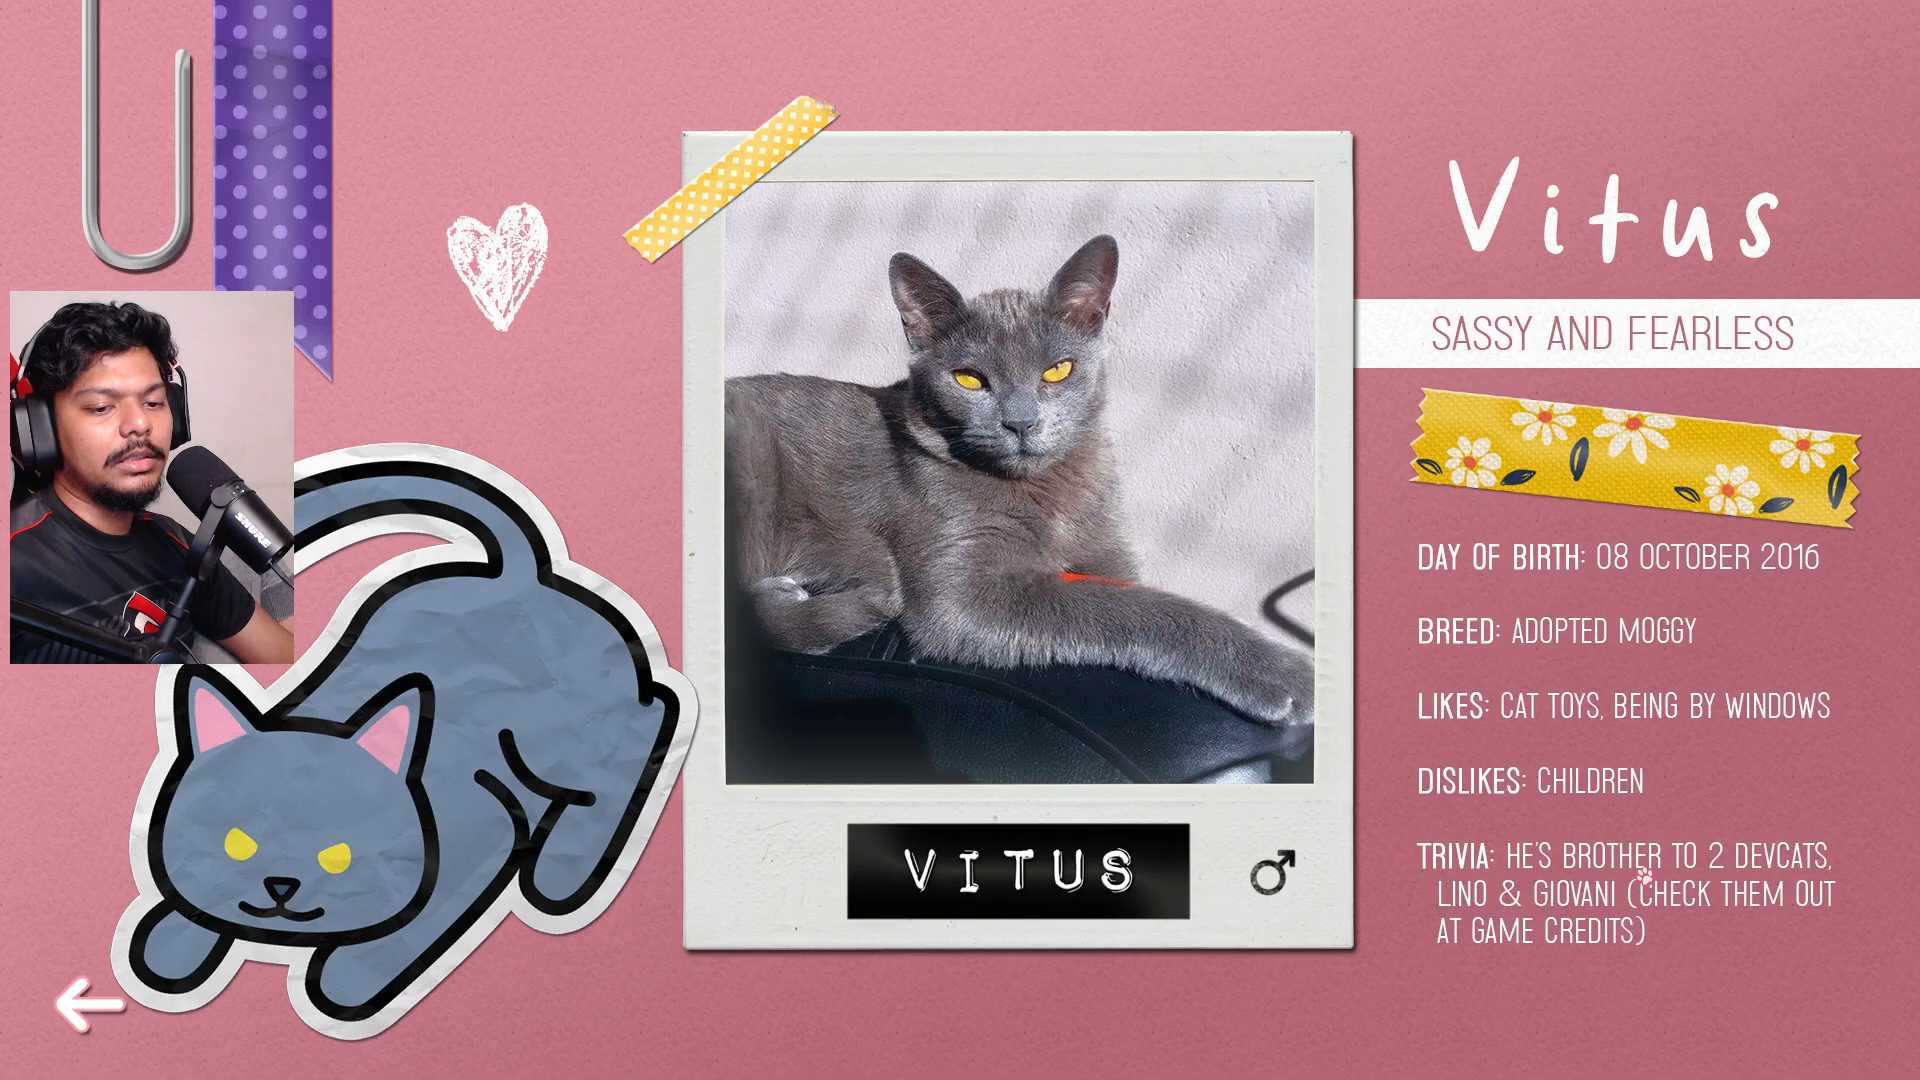 Vitus
SASSY AND FEARLESS
DAY OF BIRTH: 08 OCTOBER 2016
BREED: ADOPTED MOGGY
LIKES: CAT TOYS, BEING BY WINDOWS
DISLIKES: CHILDREN
TRIVIA: HE'S BROTHER TO 2 DEVCATS,
LINO & GIOVANI (CHECK THEM OUT
AT GAME CREDITS)
VITUS
SHURE